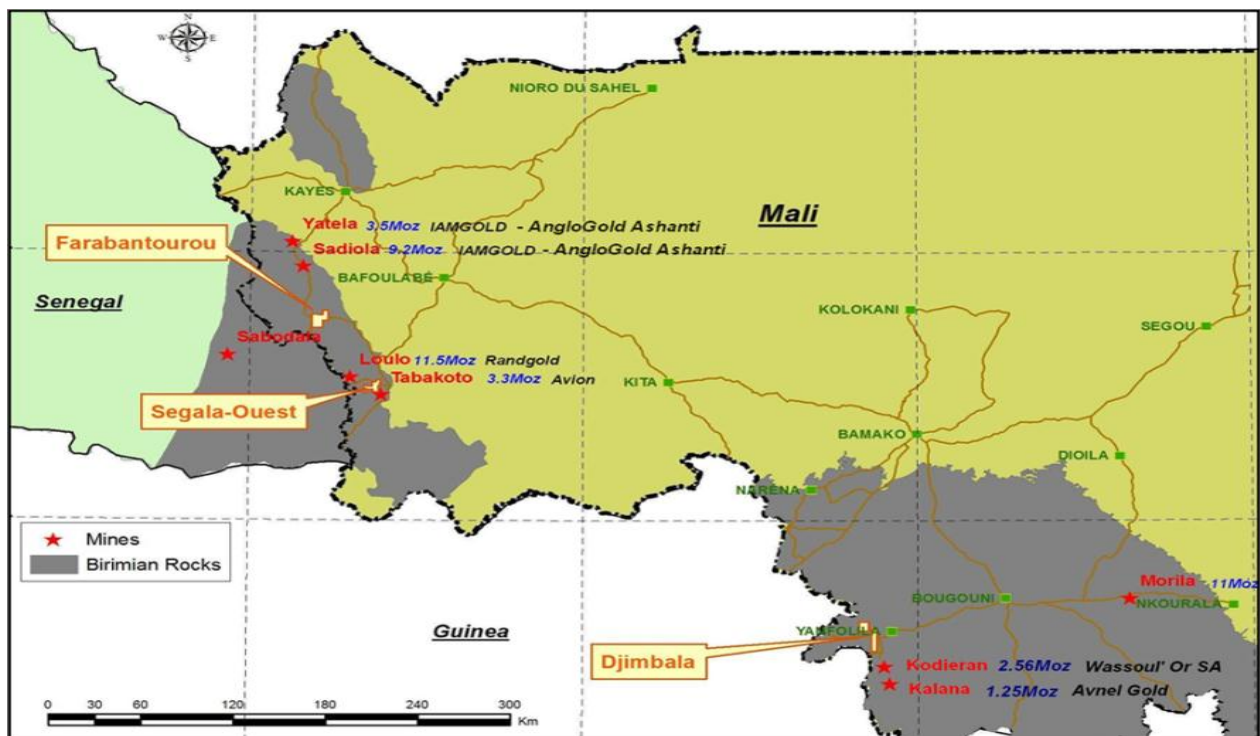 N
W E
S
NIORO DU SAHEL
KAYES
Mali
Yatela 3.5Moz IAMGOLD - AngloGold Ashanti
Farabantourou
Sadiola 9.2Moz IAMGOLD - AngloGold Ashanti
BAFOULABÉ
Senegal
KOLOKANI
SEGOU
Sabodala
Loulo 11.5Moz Randgold
Tabakoto 3.3Moz Avion
KITA
Segala-Ouest
BAMAKO
DIOILA
NARÉNA
Mines
Birimian Rocks
Morila 11Moz
BOUGOUNI
NKOURALA
Guinea
YANFOLILA
Djimbala
Kodieran 2.56Moz Wassoul' Or SA
Kalana 1.25Moz Avnel Gold
0 30 60 120 180 240 300
Km